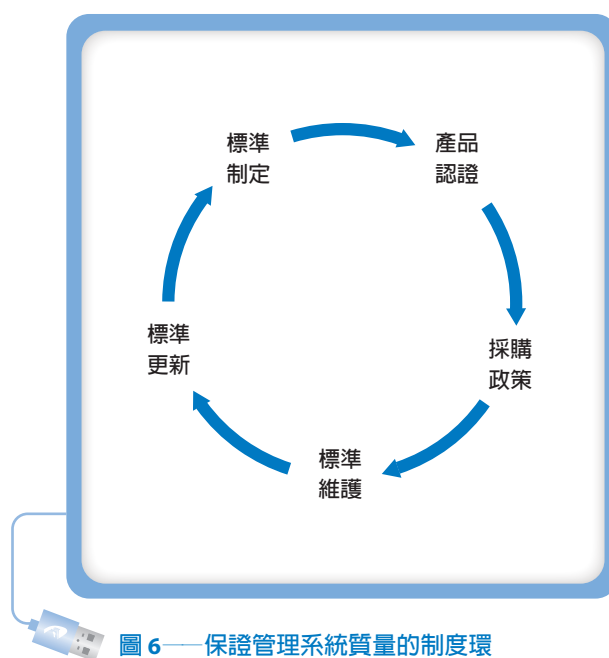 標準
制定
產品
認證
採購
政策
標準
維護
標準
更新
圖 6——保證管理系統質量的制度環